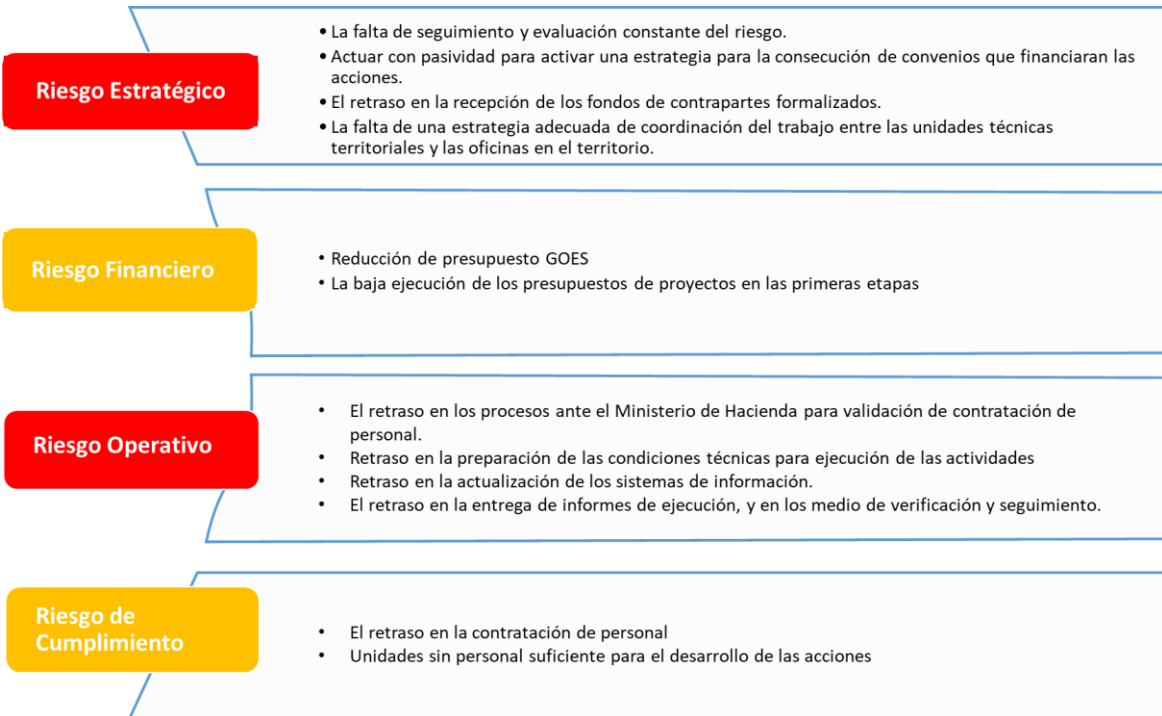 Riesgo Estratégico
• La falta de seguimiento y evaluación constante del riesgo.
• Actuar con pasividad para activar una estrategia para la consecución de convenios que financiaran las
acciones.
• El retraso en la recepción de los fondos de contrapartes formalizados.
• La falta de una estrategia adecuada de coordinación del trabajo entre las unidades técnicas
territoriales y las oficinas en el territorio.
Riesgo Financiero
• Reducción de presupuesto GOES
• La baja ejecución de los presupuestos de proyectos en las primeras etapas
Riesgo Operativo
• El retraso en los procesos ante el Ministerio de Hacienda para validación de contratación de
personal.
• Retraso en la preparación de las condiciones técnicas para ejecución de las actividades
• Retraso en la actualización de los sistemas de información.
• El retraso en la entrega de informes de ejecución, y en los medio de verificación y seguimiento.
Riesgo de
Cumplimiento
• El retraso en la contratación de personal
• Unidades sin personal suficiente para el desarrollo de las acciones